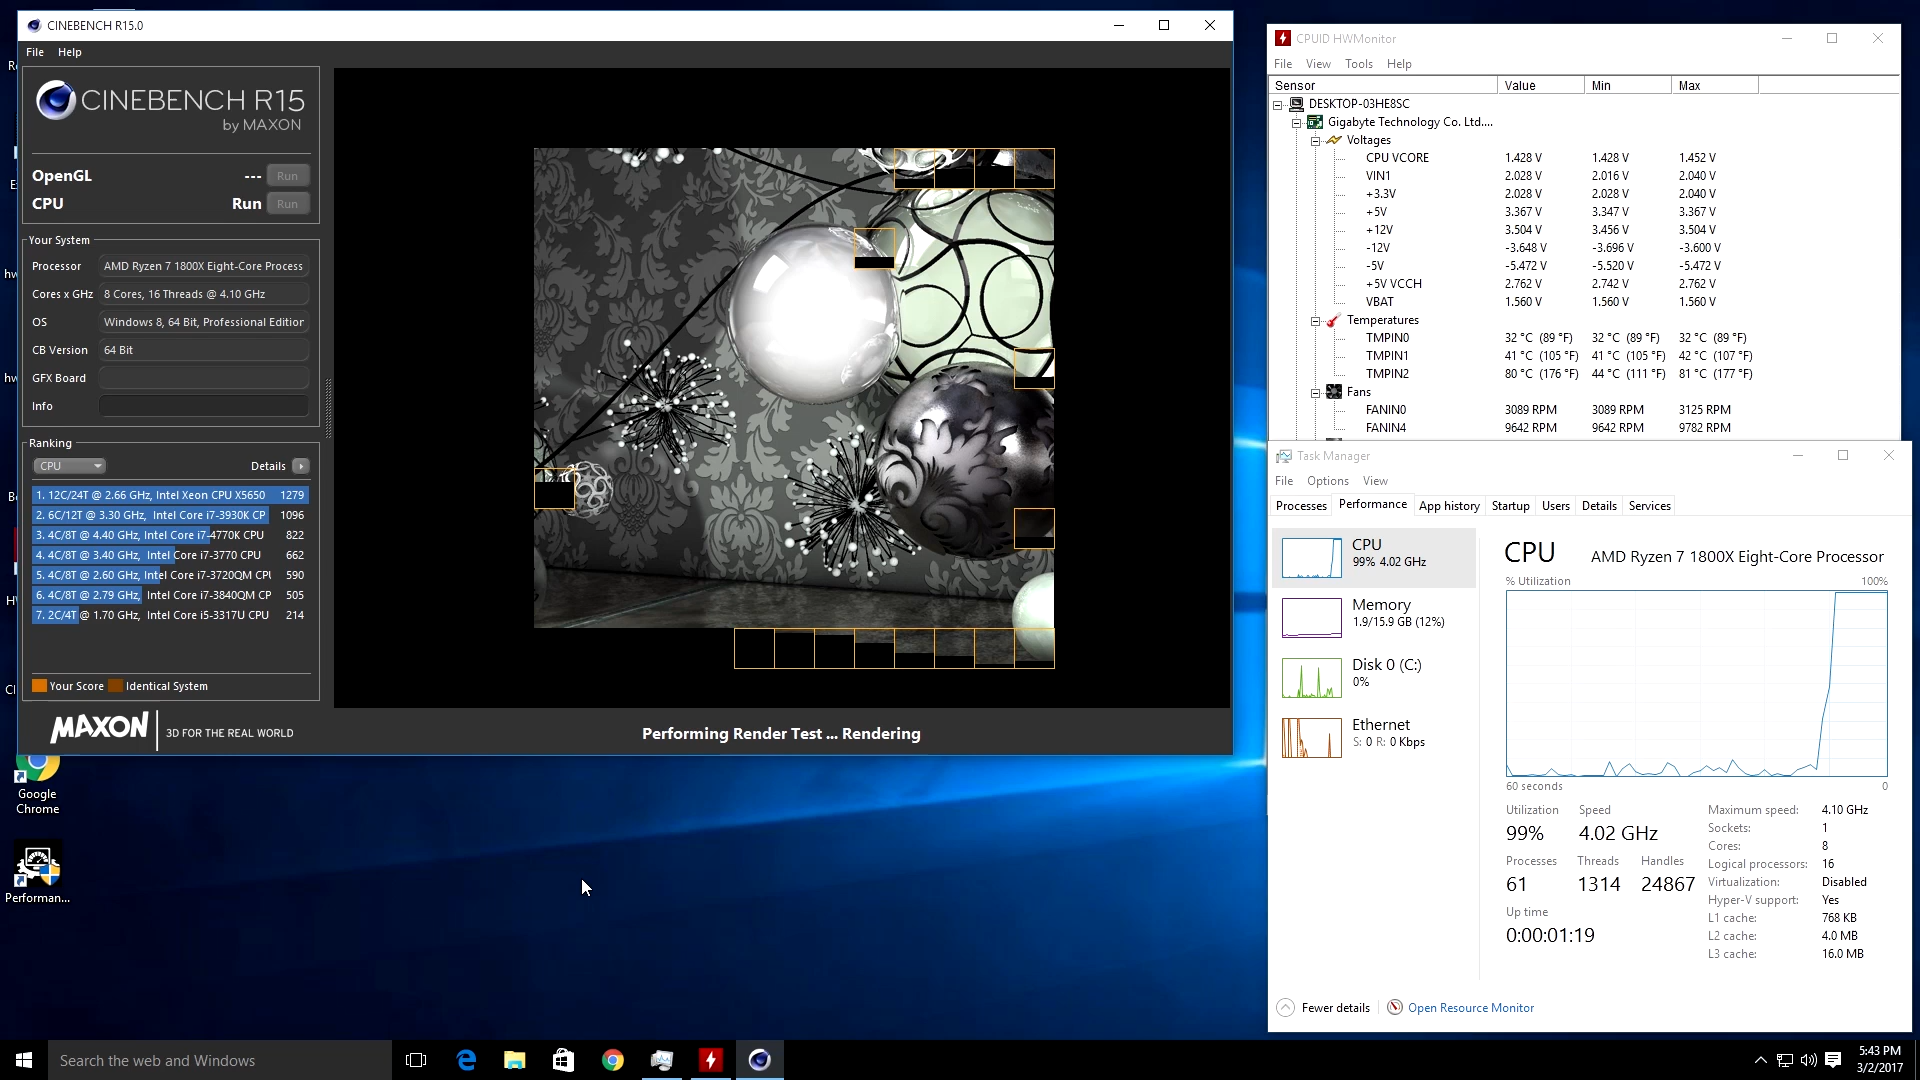 CINEBENCH R15.0
File Help
CINEBENCH R15
by MAXON
OpenGL --- Run
CPU Run Run
Your System
Processor AMD Ryzen 7 1800X Eight-Core Process
Cores x GHz 8 Cores, 16 Threads @ 4.10 GHz
OS Windows 8, 64 Bit, Professional Edition
CB Version 64 Bit
GFX Board
Info
Ranking
CPU Details
1. 12C/24T @ 2.66 GHz, Intel Xeon CPU X5650 1279
2. 6C/12T @ 3.30 GHz, Intel Core i7-3930K CP 1096
3. 4C/8T @ 4.40 GHz, Intel Core i7-4770K CPU 822
4. 4C/8T @ 3.40 GHz, Intel Core i7-3770 CPU 662
5. 4C/8T @ 2.60 GHz, Intel Core i7-3720QM CPU 590
6. 4C/8T @ 2.79 GHz, Intel Core i7-3840QM CP 505
7. 2C/4T @ 1.70 GHz, Intel Core i5-3317U CPU 214
Your Score Identical System
MAXON 3D FOR THE REAL WORLD
Performing Render Test ... Rendering
CPUID HWMonitor
File View Tools Help
Sensor Value Min Max
DESKTOP-03HE8SC
Gigabyte Technology Co. Ltd....
Voltages
CPU VCORE 1.428 V 1.428 V 1.452 V
VIN1 2.028 V 2.016 V 2.040 V
+3.3V 2.028 V 2.028 V 2.040 V
+5V 3.367 V 3.347 V 3.367 V
+12V 3.504 V 3.456 V 3.504 V
-12V -3.648 V -3.696 V -3.600 V
-5V -5.472 V -5.520 V -5.472 V
+5V VCCH 2.762 V 2.742 V 2.762 V
VBAT 1.560 V 1.560 V 1.560 V
Temperatures
TMPIN0 32 °C (89 °F) 32 °C (89 °F) 32 °C (89 °F)
TMPIN1 41 °C (105 °F) 41 °C (105 °F) 42 °C (107 °F)
TMPIN2 80 °C (176 °F) 44 °C (111 °F) 81 °C (177 °F)
Fans
FANIN0 3089 RPM 3089 RPM 3125 RPM
FANIN4 9642 RPM 9642 RPM 9782 RPM
Task Manager
File Options View
Processes Performance App history Startup Users Details Services
CPU
99% 4.02 GHz
Memory
1.9/15.9 GB (12%)
Disk 0 (C:)
0%
Ethernet
S: 0 R: 0 Kbps
CPU AMD Ryzen 7 1800X Eight-Core Processor
% Utilization 100%
60 seconds 0
Utilization Speed
99% 4.02 GHz
Processes Threads Handles
61 1314 24867
Up time
0:00:01:19
Maximum speed: 4.10 GHz
Sockets: 1
Cores: 8
Logical processors: 16
Virtualization: Disabled
Hyper-V support: Yes
L1 cache: 768 KB
L2 cache: 4.0 MB
L3 cache: 16.0 MB
Fewer details Open Resource Monitor
Google
Chrome
Performan...
Search the web and Windows
5:43 PM
3/2/2017